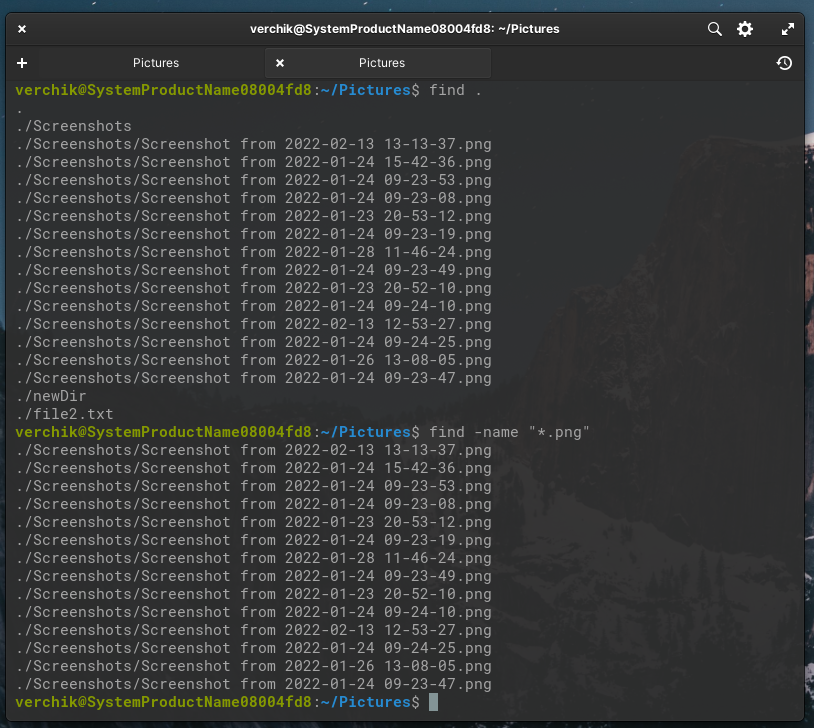 verchik@SystemProductName08004fd8: ~/Pictures
Pictures
Pictures
verchik@SystemProductName08004fd8:~/Pictures$ find .
.
./Screenshots
./Screenshots/Screenshot from 2022-02-13 13-13-37.png
./Screenshots/Screenshot from 2022-01-24 15-42-36.png
./Screenshots/Screenshot from 2022-01-24 09-23-53.png
./Screenshots/Screenshot from 2022-01-24 09-23-08.png
./Screenshots/Screenshot from 2022-01-23 20-53-12.png
./Screenshots/Screenshot from 2022-01-24 09-23-19.png
./Screenshots/Screenshot from 2022-01-28 11-46-24.png
./Screenshots/Screenshot from 2022-01-24 09-23-49.png
./Screenshots/Screenshot from 2022-01-23 20-52-10.png
./Screenshots/Screenshot from 2022-01-24 09-24-10.png
./Screenshots/Screenshot from 2022-02-13 12-53-27.png
./Screenshots/Screenshot from 2022-01-24 09-24-25.png
./Screenshots/Screenshot from 2022-01-26 13-08-05.png
./Screenshots/Screenshot from 2022-01-24 09-23-47.png
./newDir
./file2.txt
verchik@SystemProductName08004fd8:~/Pictures$ find -name "*.png"
./Screenshots/Screenshot from 2022-02-13 13-13-37.png
./Screenshots/Screenshot from 2022-01-24 15-42-36.png
./Screenshots/Screenshot from 2022-01-24 09-23-53.png
./Screenshots/Screenshot from 2022-01-24 09-23-08.png
./Screenshots/Screenshot from 2022-01-23 20-53-12.png
./Screenshots/Screenshot from 2022-01-24 09-23-19.png
./Screenshots/Screenshot from 2022-01-28 11-46-24.png
./Screenshots/Screenshot from 2022-01-24 09-23-49.png
./Screenshots/Screenshot from 2022-01-23 20-52-10.png
./Screenshots/Screenshot from 2022-01-24 09-24-10.png
./Screenshots/Screenshot from 2022-02-13 12-53-27.png
./Screenshots/Screenshot from 2022-01-24 09-24-25.png
./Screenshots/Screenshot from 2022-01-26 13-08-05.png
./Screenshots/Screenshot from 2022-01-24 09-23-47.png
verchik@SystemProductName08004fd8:~/Pictures$